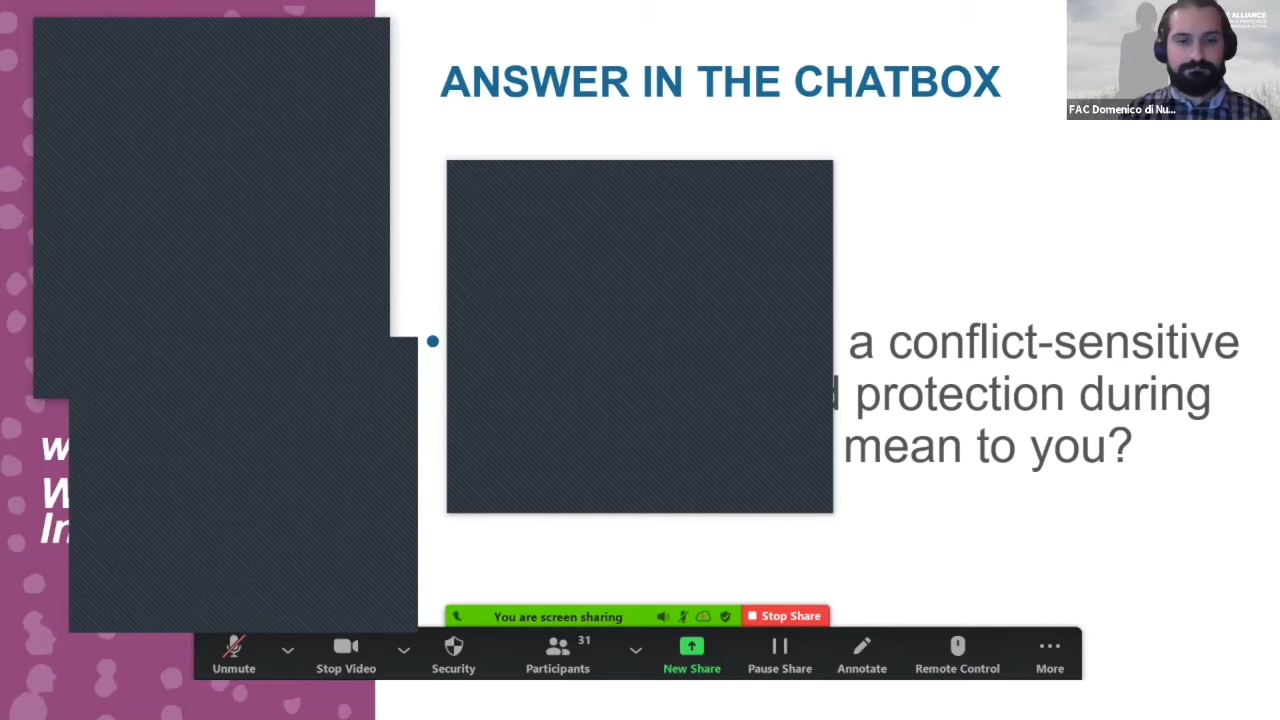 ANSWER IN THE CHATBOX
ALLIANCE
FAC Domenico di Nu...
a conflict-sensitive
protection during
mean to you?
You are screen sharing
Stop Share
Unmute
Stop Video
Security
Participants
31
New Share
Pause Share
Annotate
Remote Control
More